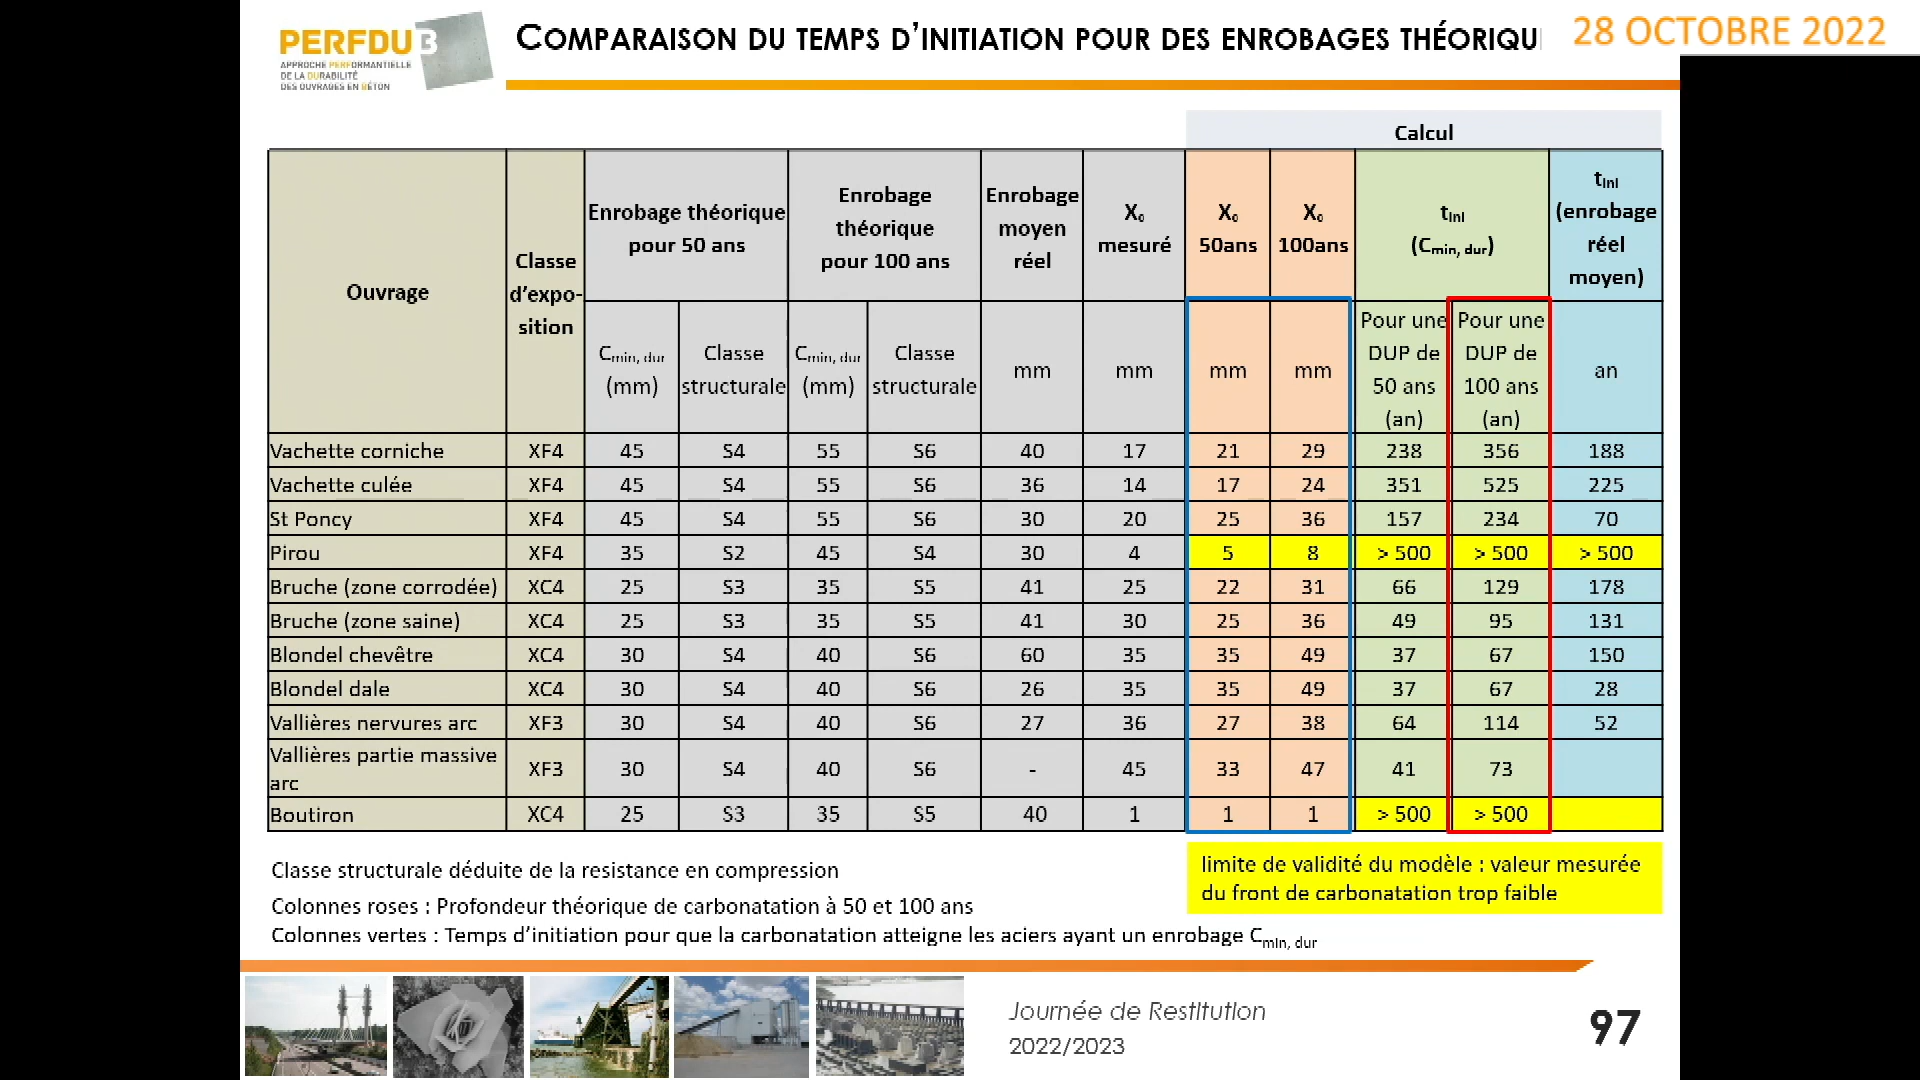 PERFDUB
APPROCHE PERFORMANTIELLE
DE LA DURABILITÉ
DES OUVRAGES EN BÉTON
COMPARAISON DU TEMPS D'INITIATION POUR DES ENROBAGES THÉORIQU
28 OCTOBRE 2022
Calcul
Ouvrage
Classe d'expo-sition
Enrobage théorique pour 50 ans
Enrobage théorique pour 100 ans
Enrobage moyen réel
Xc mesuré
Xc 50ans
Xc 100ans
tini (Cmin, dur)
tini (enrobage réel moyen)
Cmin, dur (mm)
Classe structurale
Cmin, dur (mm)
Classe structurale
mm
mm
mm
mm
Pour une DUP de 50 ans (an)
Pour une DUP de 100 ans (an)
an
Vachette corniche XF4 45 S4 55 S6 40 17 21 29 238 356 188
Vachette culée XF4 45 S4 55 S6 36 14 17 24 351 525 225
St Poncy XF4 45 S4 55 S6 30 20 25 36 157 234 70
Pirou XF4 35 S2 45 S4 30 4 5 8 > 500 > 500 > 500
Bruche (zone corrodée) XC4 25 S3 35 S5 41 25 22 31 66 129 178
Bruche (zone saine) XC4 25 S3 35 S5 41 30 25 36 49 95 131
Blondel chevêtre XC4 30 S4 40 S6 60 35 35 49 37 67 150
Blondel dale XC4 30 S4 40 S6 26 35 35 49 37 67 28
Vallières nervures arc XF3 30 S4 40 S6 27 36 27 38 64 114 52
Vallières partie massive arc XF3 30 S4 40 S6 - 45 33 47 41 73
Boutiron XC4 25 S3 35 S5 40 1 1 1 > 500 > 500
Classe structurale déduite de la resistance en compression
Colonnes roses : Profondeur théorique de carbonatation à 50 et 100 ans
Colonnes vertes : Temps d'initiation pour que la carbonatation atteigne les aciers ayant un enrobage Cmin, dur
limite de validité du modèle : valeur mesurée
du front de carbonatation trop faible
Journée de Restitution
2022/2023
97